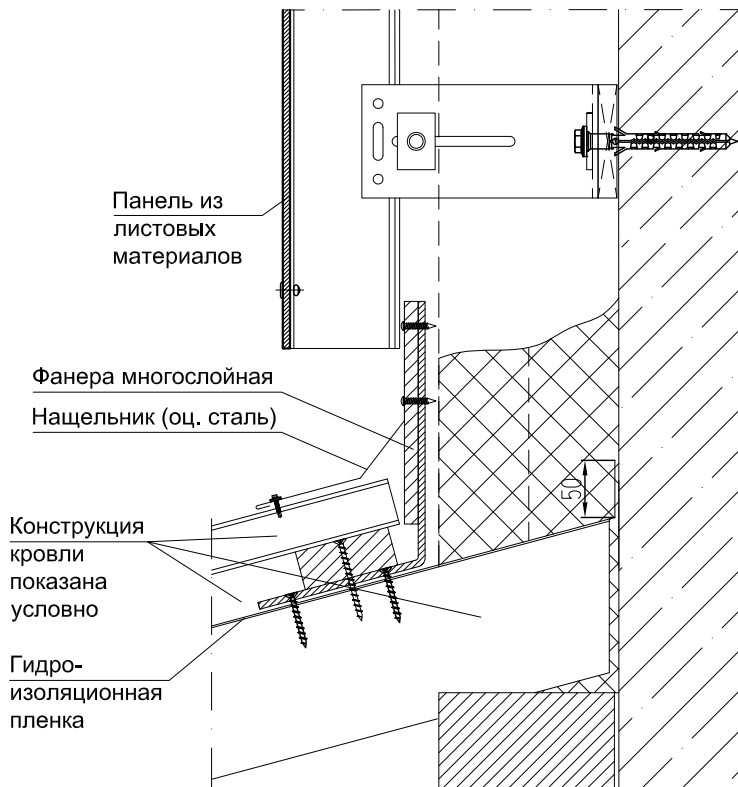 Панель из
листовых
материалов
Фанера многослойная
Нащельник (оц. сталь)
50
Конструкция
кровли
показана
условно
Гидро-
изоляционная
пленка